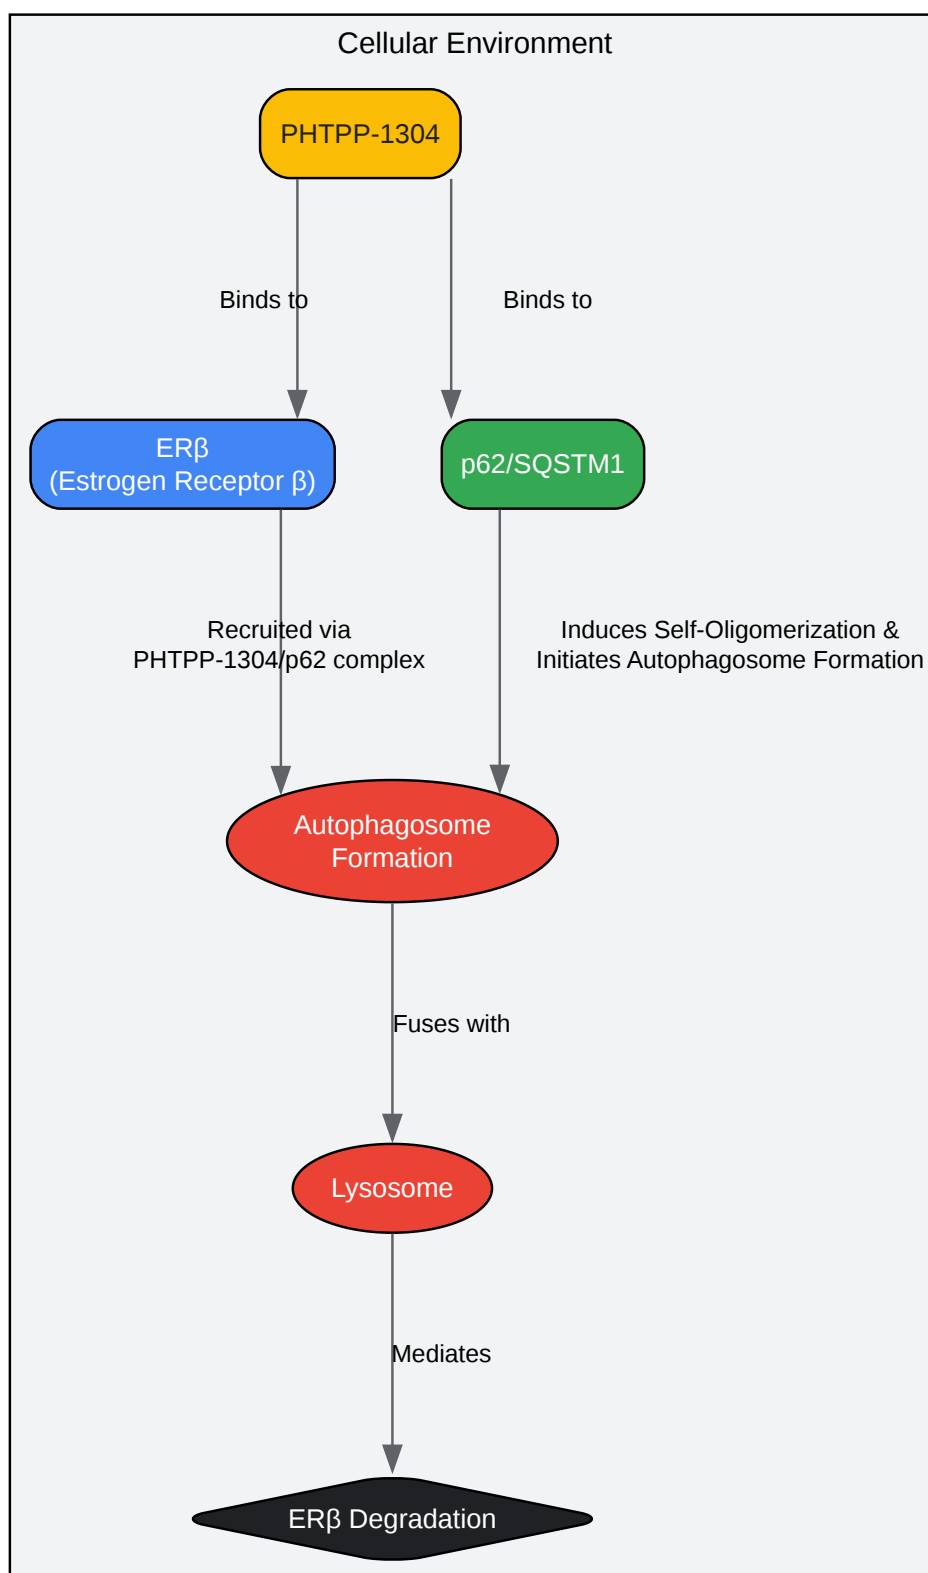 Cellular Environment
PHTPP-1304
Binds to
Binds to
ERβ
(Estrogen Receptor β)
p62/SQSTM1
Recruited via
PHTPP-1304/p62 complex
Induces Self-Oligomerization &
Initiates Autophagosome Formation
Autophagosome
Formation
Fuses with
Lysosome
Mediates
ERβ Degradation